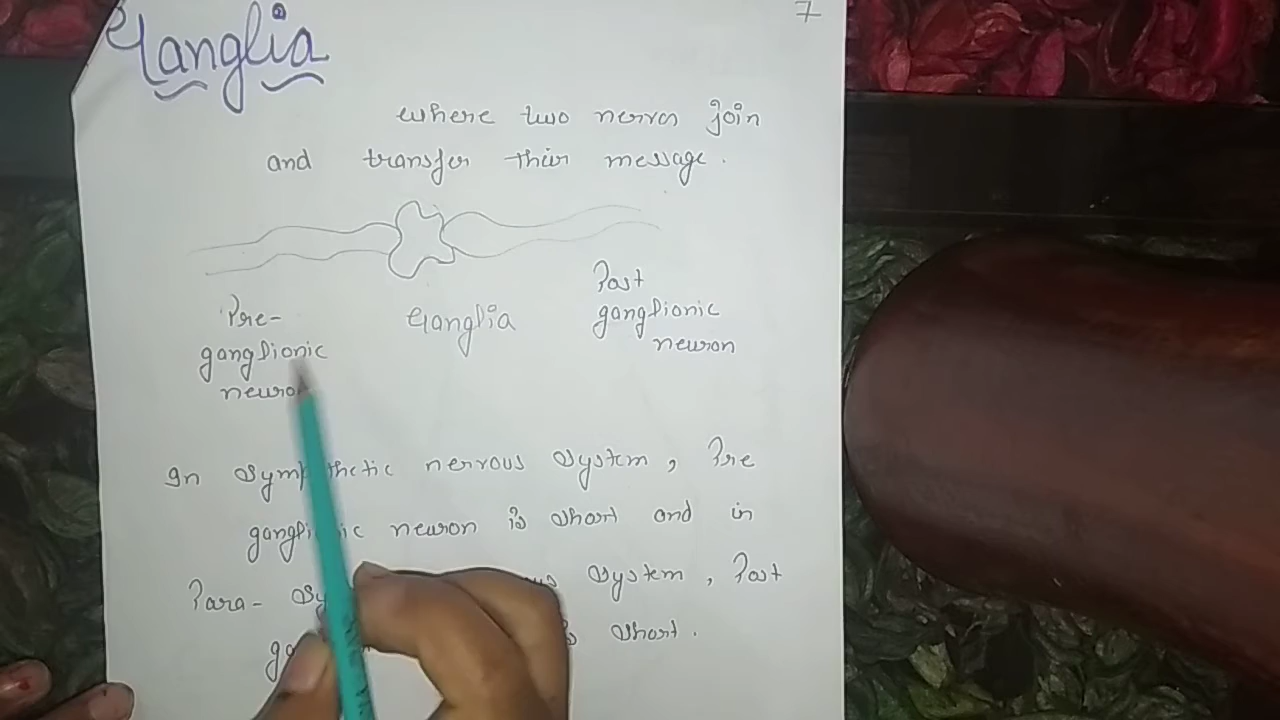 7
Ganglia
where two nerves join
and transfer their message.
Pre-
ganglionic
neuron
Ganglia
Post
ganglionic
neuron
In sympathetic nervous system, Pre
ganglionic neuron is short and in
Para- system, Post
short.